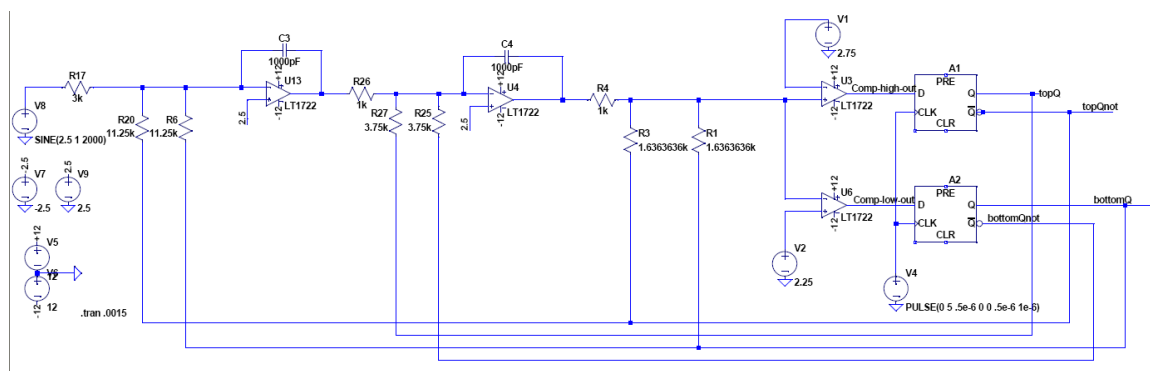 V1
C3
C4
2.75
A1
1000pF
+12
1000pF
+12
+12
PRE
R17
U13
R26
U4
R4
U3
Comp-high-out
D
Q
topQ
3k
LT1722
1k
LT1722
1k
LT1722
Q
topQnot
V8
R20
R6
-12
R27
R25
-12
-12
CLK
CLR
11.25k
11.25k
2.5
3.75k
3.75k
2.5
R3
R1
SINE(2.5 1 2000)
1.6363636k
1.6363636k
A2
-2.5
V7
2.5
V9
+12
U6
Comp-low-out
PRE
D
Q
bottomQ
-2.5
2.5
LT1722
-12
CLK
Q
bottomQnot
CLR
+12
V5
V2
V4
V6
12
2.25
12
PULSE(0 5 .5e-6 0 0 .5e-6 1e-6)
-12
.tran .0015